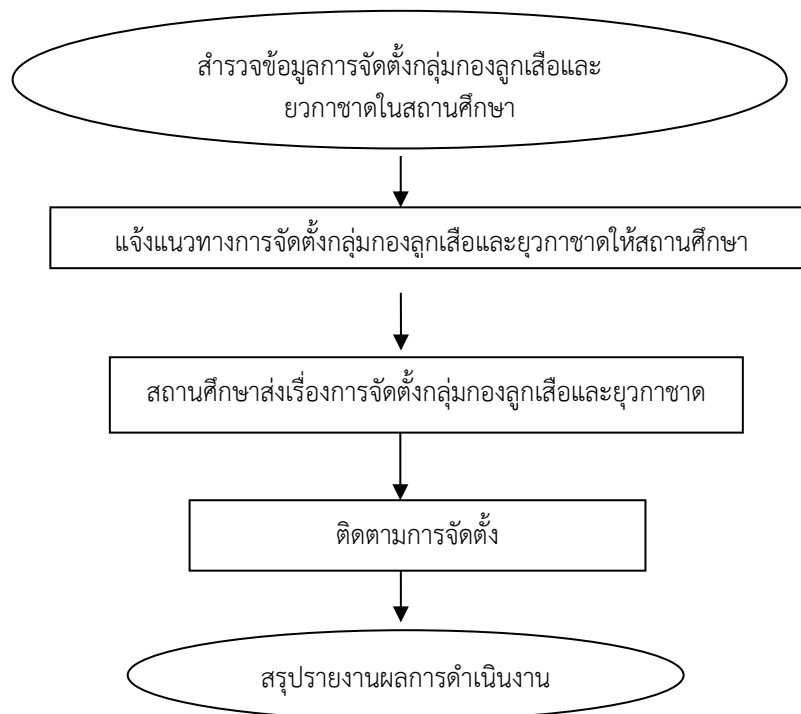 สำรวจข้อมูลการจัดตั้งกลุ่มกองลูกเสือและ
ยวกาชาดในสถานศึกษา
แจ้งแนวทางการจัดตั้งกลุ่มกองลูกเสือและยุวกาชาดให้สถานศึกษา
สถานศึกษาส่งเรื่องการจัดตั้งกลุ่มกองลูกเสือและยุวกาชาด
ติดตามการจัดตั้ง
สรุปรายงานผลการดำเนินงาน